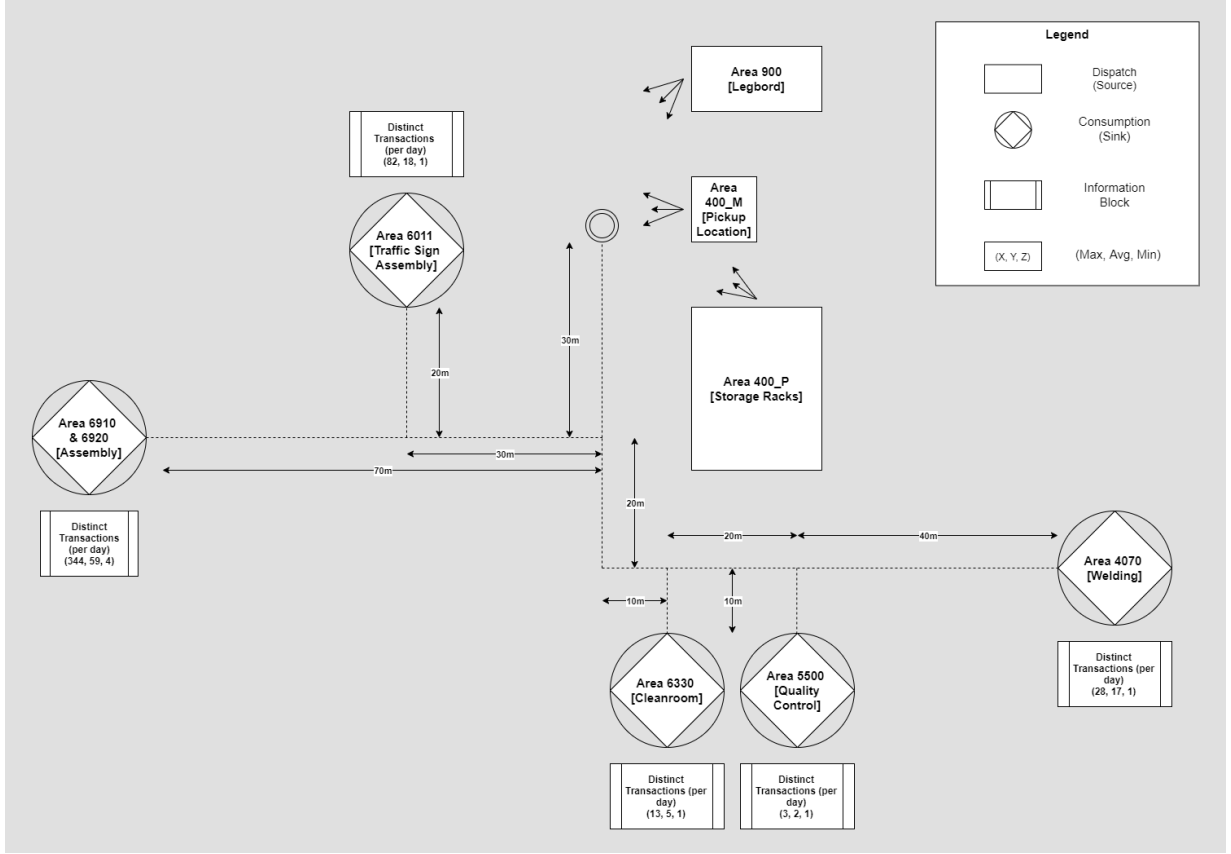 Legend
Dispatch
(Source)
Consumption
(Sink)
Information
Block
(X, Y, Z)
(Max, Avg, Min)
Area 900
[Legbord]
Distinct
Transactions
(per day)
(82, 18, 1)
Area 6011
[Traffic Sign
Assembly]
Area
400_M
[Pickup
Location]
30m
20m
Area 400_P
[Storage Racks]
Area 6910
& 6920
[Assembly]
30m
70m
Distinct
Transactions
(per day)
(344, 59, 4)
20m
20m
40m
Area 4070
[Welding]
10m
10m
Distinct
Transactions (per
day)
(28, 17, 1)
Area 6330
[Cleanroom]
Area 5500
[Quality
Control]
Distinct
Transactions (per
day)
(13, 5, 1)
Distinct
Transactions (per
day)
(3, 2, 1)